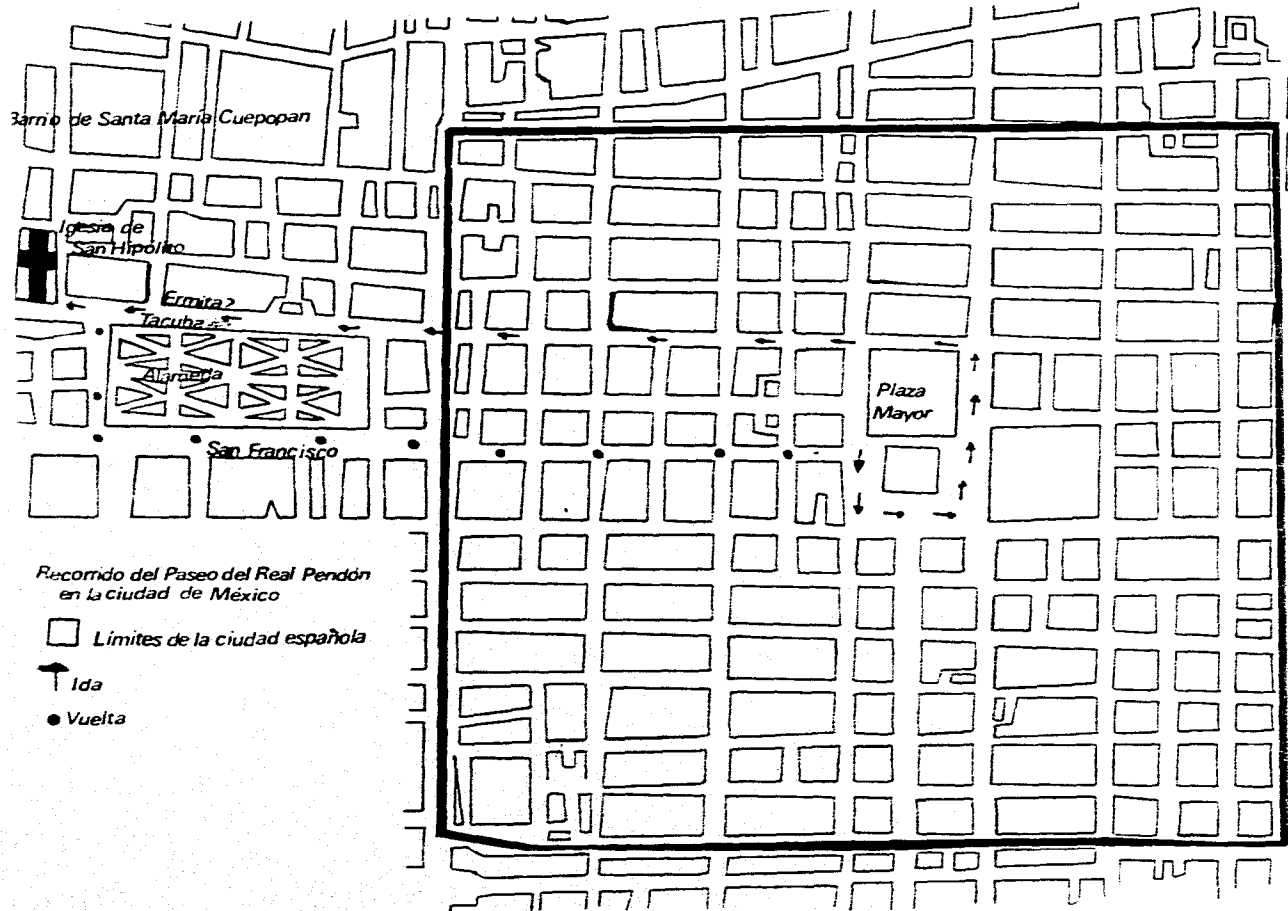 Barrio de Santa María Cuepopan
Iglesia de
San Hipólito
Ermita?
Tacuba
Alameda
San Francisco
Plaza
Mayor
Recorrido del Paseo del Real Pendón
en la ciudad de México
Límites de la ciudad española
Ida
Vuelta